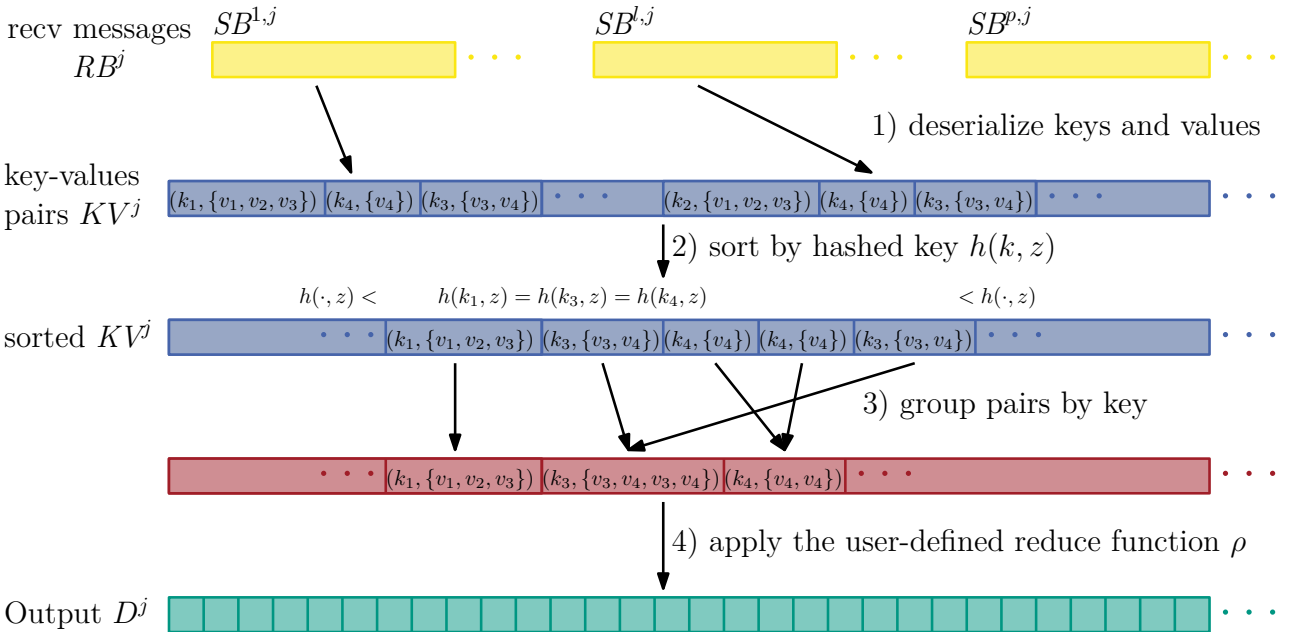 recv messages RB^j
SB^{1,j} · · · SB^{l,j} · · · SB^{p,j} · · ·
1) deserialize keys and values
key-values pairs KV^j
(k_1, {v_1, v_2, v_3}) (k_4, {v_4}) (k_3, {v_3, v_4}) · · · (k_2, {v_1, v_2, v_3}) (k_4, {v_4}) (k_3, {v_3, v_4}) · · · · · ·
2) sort by hashed key h(k, z)
h(·, z) < h(k_1, z) = h(k_3, z) = h(k_4, z) < h(·, z)
sorted KV^j
· · · (k_1, {v_1, v_2, v_3}) (k_3, {v_3, v_4}) (k_4, {v_4}) (k_4, {v_4}) (k_3, {v_3, v_4}) · · · · · ·
3) group pairs by key
· · · (k_1, {v_1, v_2, v_3}) (k_3, {v_3, v_4, v_3, v_4}) (k_4, {v_4, v_4}) · · · · · ·
4) apply the user-defined reduce function ρ
Output D^j · · ·